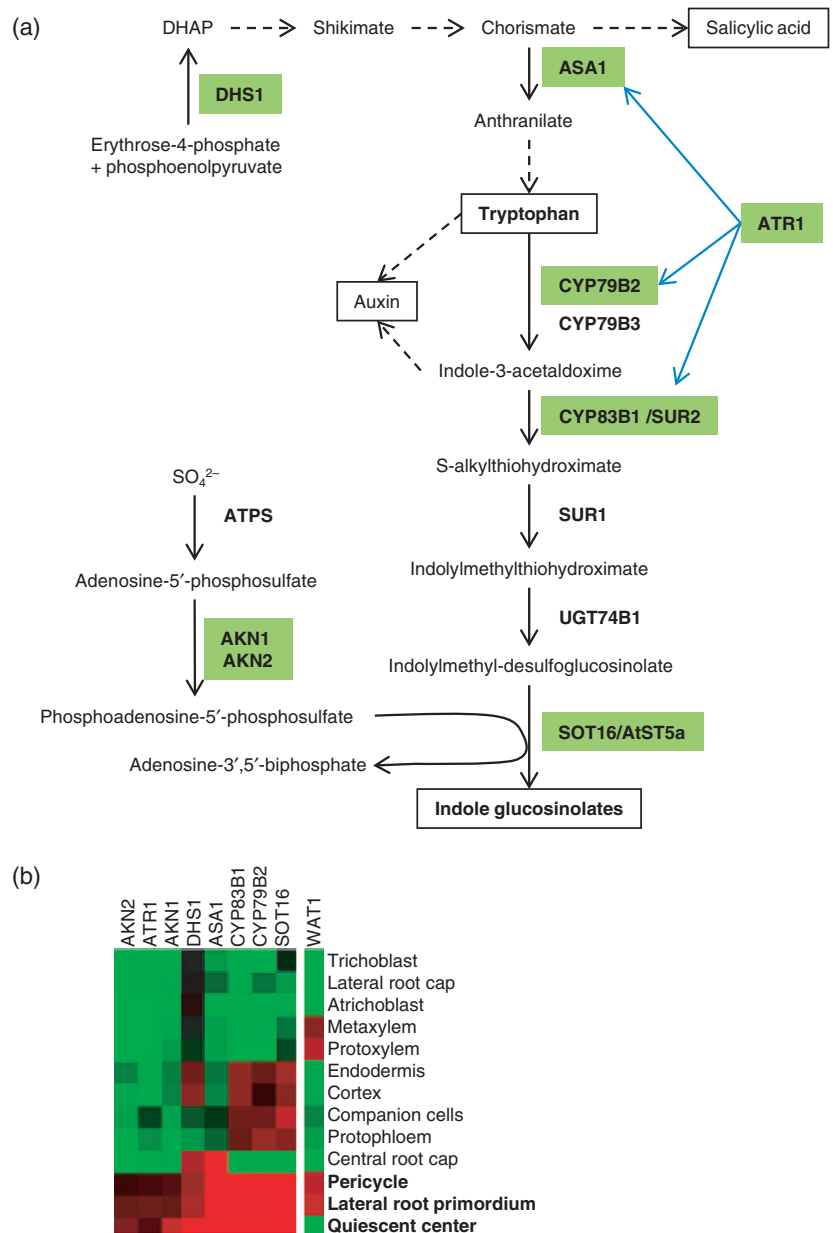 (a)
DHAP
Shikimate
Chorismate
Salicylic acid
DHS1
ASA1
Erythrose-4-phosphate
+ phosphoenolpyruvate
Anthranilate
Tryptophan
ATR1
Auxin
CYP79B2
CYP79B3
Indole-3-acetaldoxime
CYP83B1 /SUR2
S-alkylthiohydroximate
SO₄²⁻
ATPS
SUR1
Adenosine-5′-phosphosulfate
Indolylmethylthiohydroximate
AKN1
AKN2
UGT74B1
Indolylmethyl-desulfoglucosinolate
Phosphoadenosine-5′-phosphosulfate
SOT16/AtST5a
Adenosine-3′,5′-biphosphate
Indole glucosinolates
(b)
AKN2
ATR1
AKN1
DHS1
ASA1
CYP83B1
CYP79B2
SOT16
WAT1
Trichoblast
Lateral root cap
Atrichoblast
Metaxylem
Protoxylem
Endodermis
Cortex
Companion cells
Protophloem
Central root cap
Pericycle
Lateral root primordium
Quiescent center